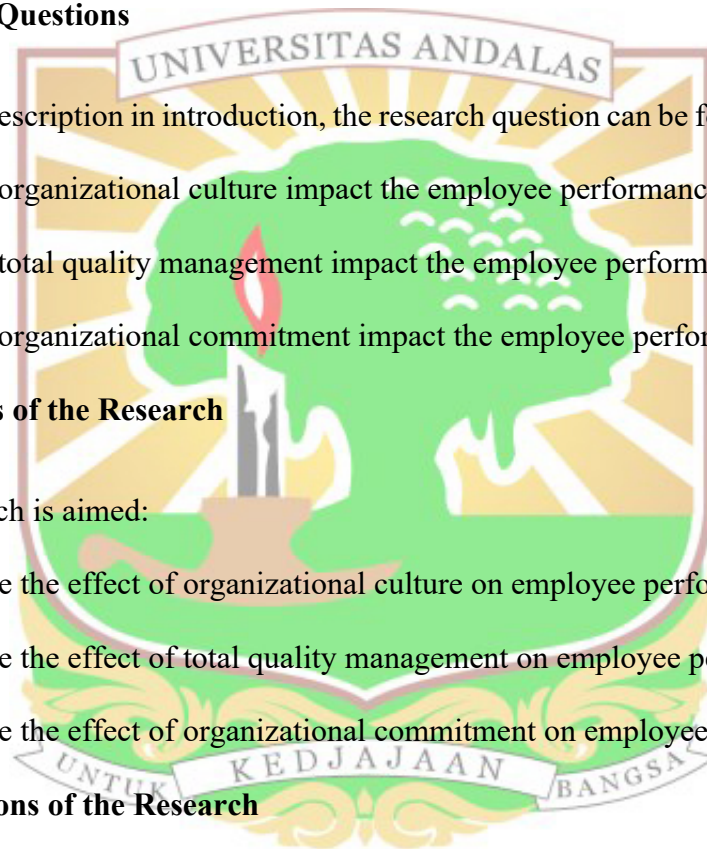 Questions
UNIVERSITAS ANDALAS
escription in introduction, the research question can be f
organizational culture impact the employee performanc
total quality management impact the employee perform
organizational commitment impact the employee perfor
s of the Research
ch is aimed:
e the effect of organizational culture on employee perfo
e the effect of total quality management on employee p
e the effect of organizational commitment on employee
UNTUK KEDJAJAAN BANGSA
ons of the Research